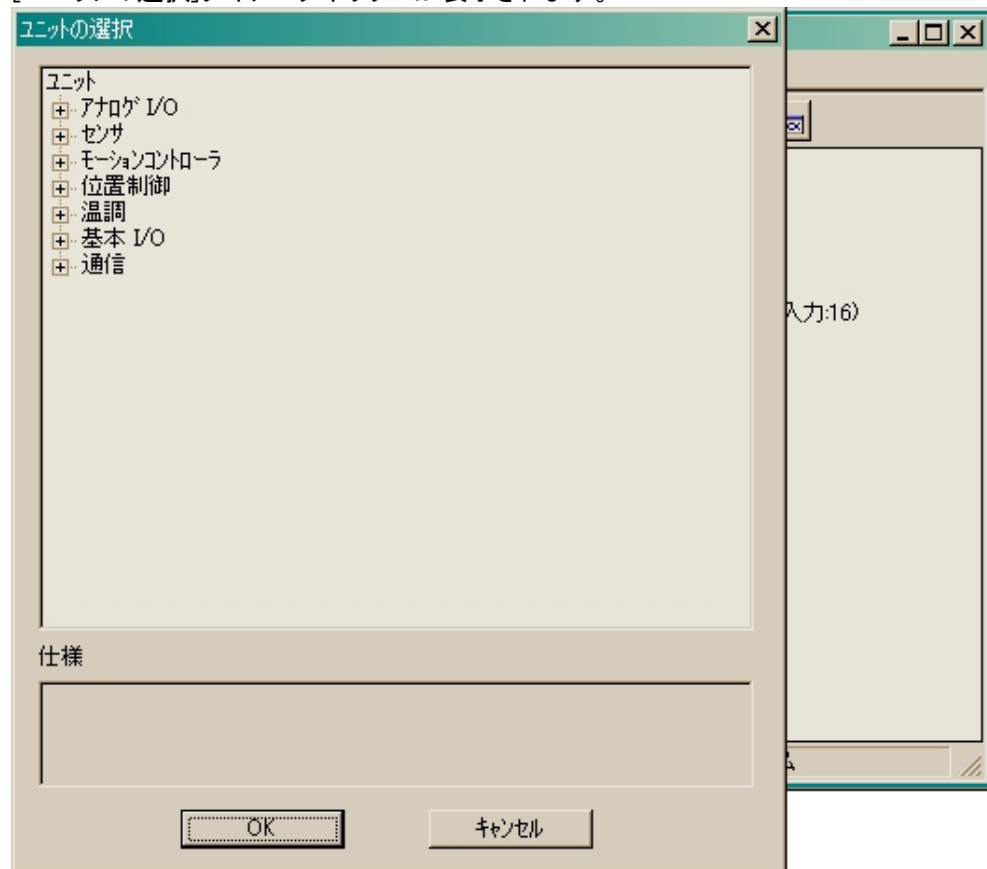 ユニットの選択
ユニット
アナログ I/O
センサ
モーションコントローラ
位置制御
温調
基本 I/O
通信
入力:16)
仕様
OK
キャンセル